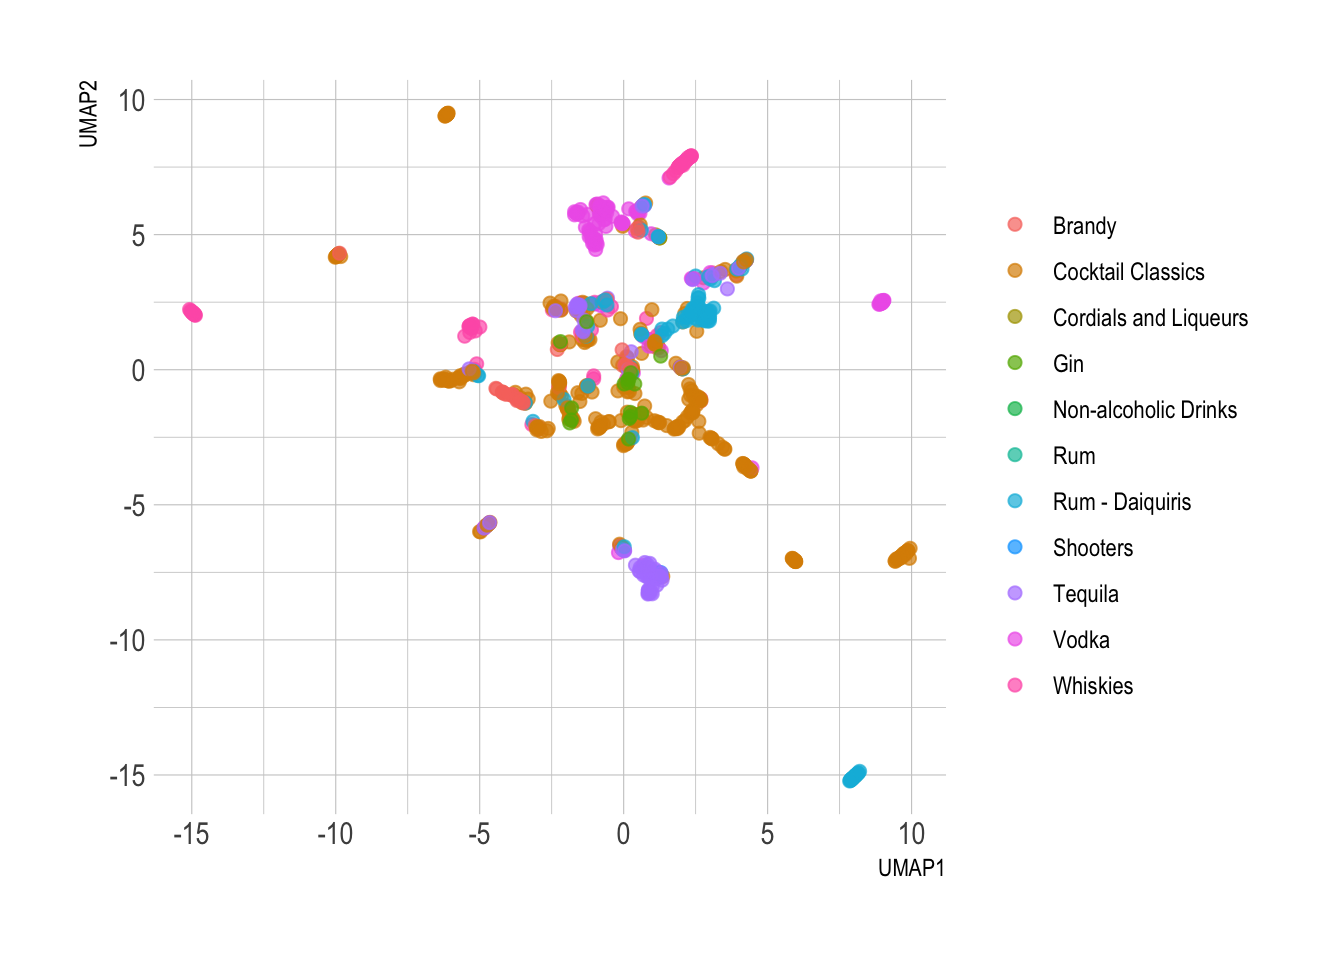 UMAP2
10
5
0
-5
-10
-15
-15 -10 -5 0 5 10
UMAP1
Brandy
Cocktail Classics
Cordials and Liqueurs
Gin
Non-alcoholic Drinks
Rum
Rum - Daiquiris
Shooters
Tequila
Vodka
Whiskies